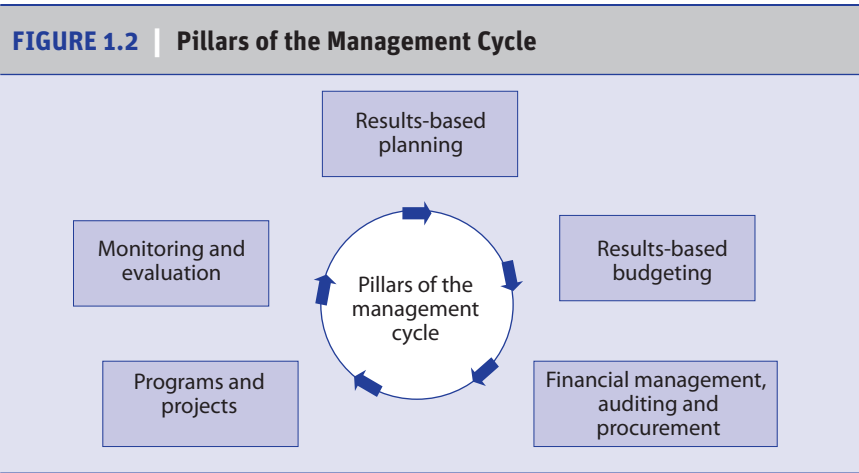 FIGURE 1.2 | Pillars of the Management Cycle
Results-based
planning
Monitoring and
evaluation
Results-based
budgeting
Pillars of the
management
cycle
Programs and
projects
Financial management,
auditing and
procurement